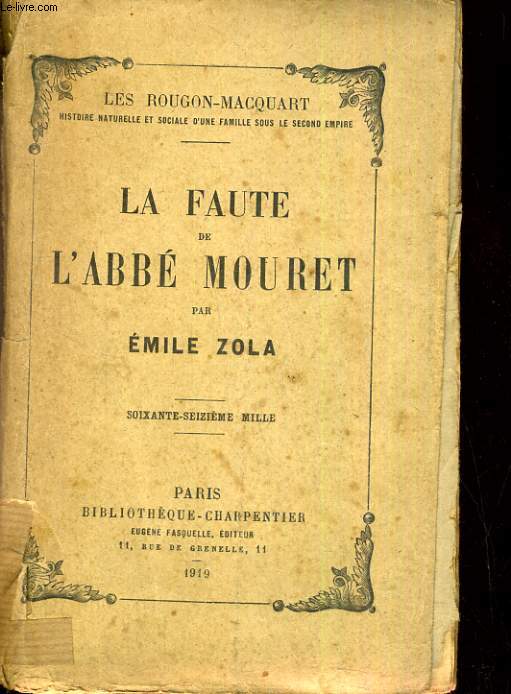 Le-livre.com
LES ROUGON-MACQUART
HISTOIRE NATURELLE ET SOCIALE D'UNE FAMILLE SOUS LE SECOND EMPIRE
LA FAUTE
DE
L'ABBÉ MOURET
PAR
ÉMILE ZOLA
SOIXANTE-SEIZIÈME MILLE
PARIS
BIBLIOTHÈQUE-CHARPENTIER
EUGÈNE FASQUELLE, ÉDITEUR
11, RUE DE GRENELLE, 11
1919